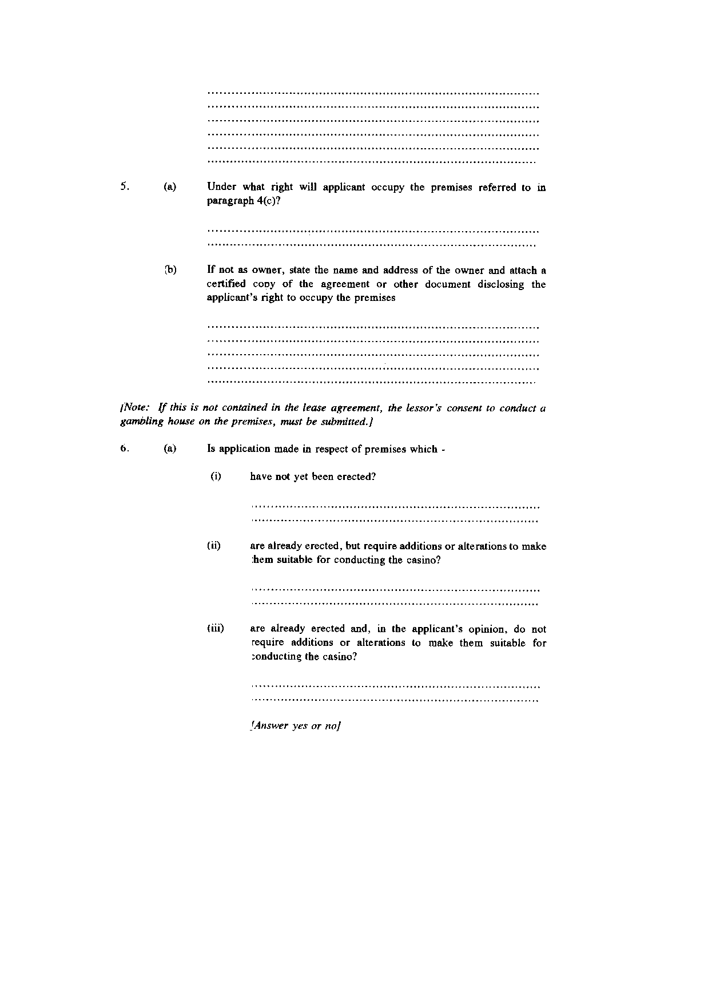 ................................................................................
................................................................................
................................................................................
................................................................................
................................................................................
................................................................................
5. (a) Under what right will applicant occupy the premises referred to in
paragraph 4(c)?
................................................................................
................................................................................
(b) If not as owner, state the name and address of the owner and attach a
certified copy of the agreement or other document disclosing the
applicant's right to occupy the premises
................................................................................
................................................................................
................................................................................
................................................................................
................................................................................
[Note: If this is not contained in the lease agreement, the lessor's consent to conduct a
gambling house on the premises, must be submitted.]
6. (a) Is application made in respect of premises which -
(i) have not yet been erected?
......................................................................
......................................................................
(ii) are already erected, but require additions or alterations to make
them suitable for conducting the casino?
......................................................................
......................................................................
(iii) are already erected and, in the applicant's opinion, do not
require additions or alterations to make them suitable for
conducting the casino?
......................................................................
......................................................................
[Answer yes or no]